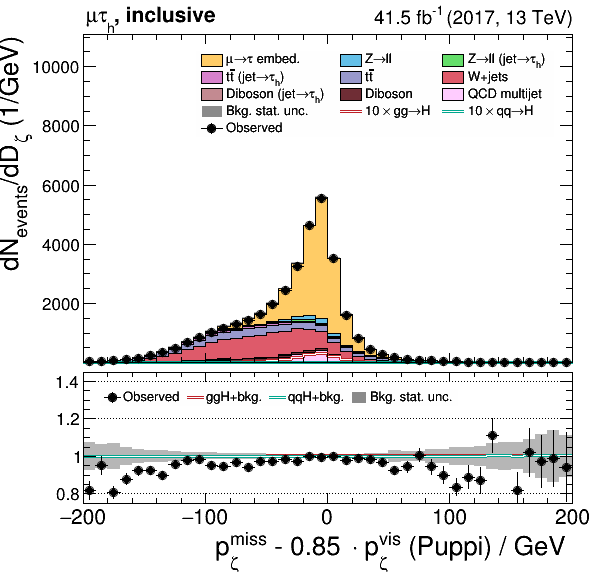 μτh, inclusive
41.5 fb-1 (2017, 13 TeV)
dNevents/dDζ (1/GeV)
10000
8000
6000
4000
2000
μ→τ embed.
Z→ll
Z→ll (jet→τh)
tt̄ (jet→τh)
tt̄
W+jets
Diboson (jet→τh)
Diboson
QCD multijet
Bkg. stat. unc.
10 × gg→H
10 × qq→H
Observed
1.4
1.2
1
0.8
Observed
ggH+bkg.
qqH+bkg.
Bkg. stat. unc.
−200
−100
0
100
200
pζmiss - 0.85 · pζvis (Puppi) / GeV